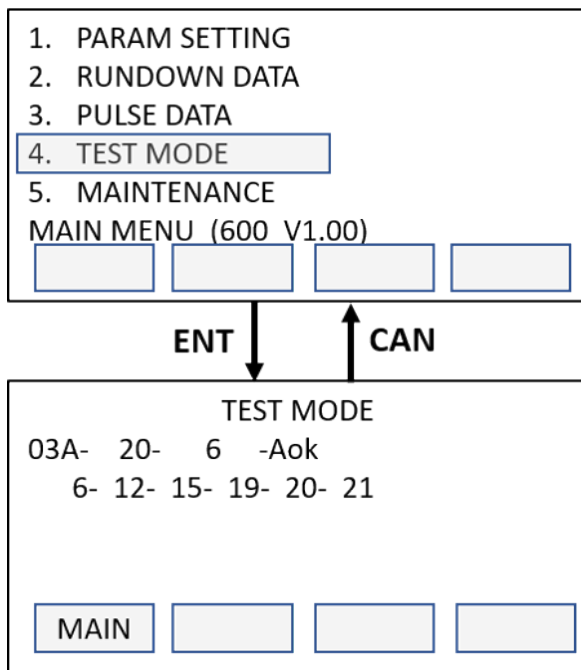 1. PARAM SETTING
2. RUNDOWN DATA
3. PULSE DATA
4. TEST MODE
5. MAINTENANCE
MAIN MENU (600 V1.00)
ENT CAN
TEST MODE
03A- 20- 6 -Aok
6- 12- 15- 19- 20- 21
MAIN